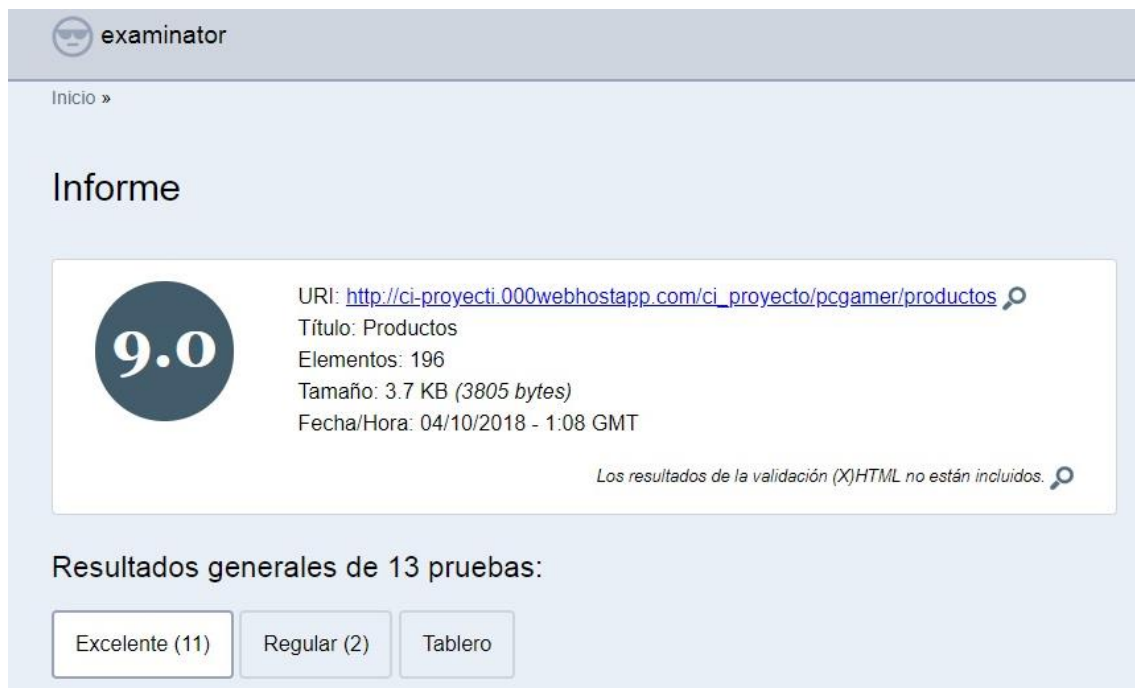 examinator
Inicio »
Informe
9.0
URI: http://ci-proyecti.000webhostapp.com/ci_proyecto/pcgamer/productos
Título: Productos
Elementos: 196
Tamaño: 3.7 KB (3805 bytes)
Fecha/Hora: 04/10/2018 - 1:08 GMT
Los resultados de la validación (X)HTML no están incluidos.
Resultados generales de 13 pruebas:
Excelente (11) Regular (2) Tablero